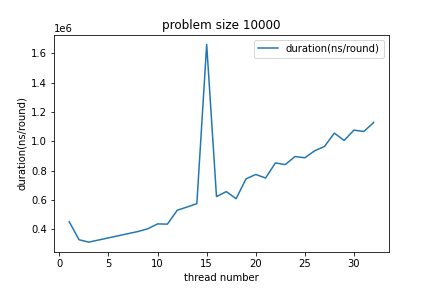 problem size 10000
1e6
duration(ns/round)
1.6
1.4
1.2
1.0
0.8
0.6
0.4
duration(ns/round)
0 5 10 15 20 25 30
thread number